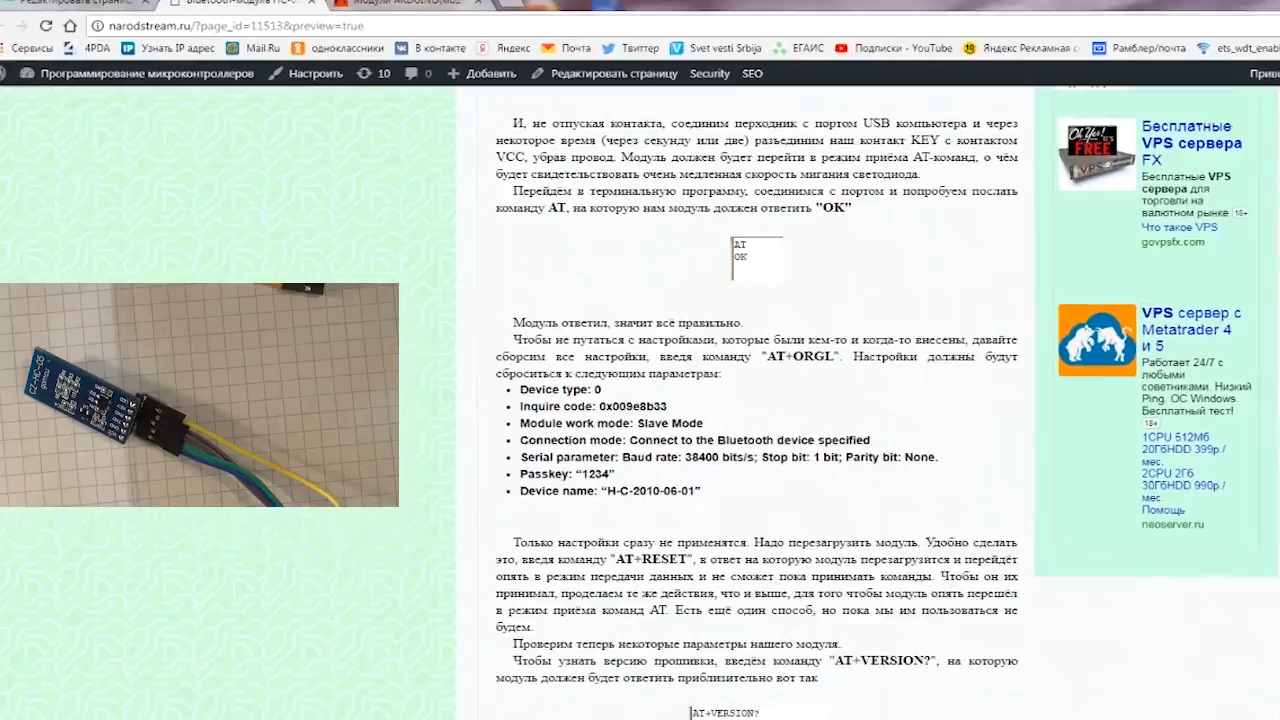 narodstream.ru/?page_id=11513&preview=true
Сервисы 4PDA Узнать IP адрес Mail.Ru одноклассники В контакте Яндекс Почта Твиттер Svet vesti Srbija ЕГАИС Подписки - YouTube Яндекс Рекламная Рамблер/почта ets_wdt_enab
Программирование микроконтроллеров Настроить 10 0 Добавить Редактировать страницу Security SEO
И, не отпуская контакта, соединим перходник с портом USB компьютера и через
некоторое время (через секунду или две) разъединим наш контакт KEY с контактом
VCC, убрав провод. Модуль должен будет перейти в режим приёма AT-команд, о чём
будет свидетельствовать очень медленная скорость мигания светодиода.
Перейдём в терминальную программу, соединимся с портом и попробуем послать
команду AT, на которую нам модуль должен ответить "OK"
AT
OK
Модуль ответил, значит всё правильно.
Чтобы не путаться с настройками, которые были кем-то и когда-то внесены, давайте
сборсим все настройки, введя команду "AT+ORGL". Настройки должны будут
сброситься к следующим параметрам:
• Device type: 0
• Inquire code: 0x009e8b33
• Module work mode: Slave Mode
• Connection mode: Connect to the Bluetooth device specified
• Serial parameter: Baud rate: 38400 bits/s; Stop bit: 1 bit; Parity bit: None.
• Passkey: “1234”
• Device name: “H-C-2010-06-01”
Только настройки сразу не применятся. Надо перезагрузить модуль. Удобно сделать
это, введя команду "AT+RESET", в ответ на которую модуль перезагрузится и перейдёт
опять в режим передачи данных и не сможет пока принимать команды. Чтобы он их
принимал, проделаем те же действия, что и выше, для того чтобы модуль опять перешёл
в режим приёма команд AT. Есть ещё один способ, но пока мы им пользоваться не
будем.
Проверим теперь некоторые параметры нашего модуля.
Чтобы узнать версию прошивки, введём команду "AT+VERSION?", на которую
модуль должен будет ответить приблизительно вот так
AT+VERSION?
Oh, Yes! IT'S
FREE
VPS
Бесплатные
VPS сервера
FX
Бесплатные VPS
сервера для
торговли на
валютном рынке 18+
Что такое VPS
govpsfx.com
VPS сервер с
Metatrader 4
и 5
Работает 24/7 с
любыми
советниками. Низкий
Ping. ОС Windows.
Бесплатный тест!
18+
1CPU 512Мб
20ГбHDD 399р./
мес.
2CPU 2Гб
30ГбHDD 990р./
мес.
Помощь
neoserver.ru